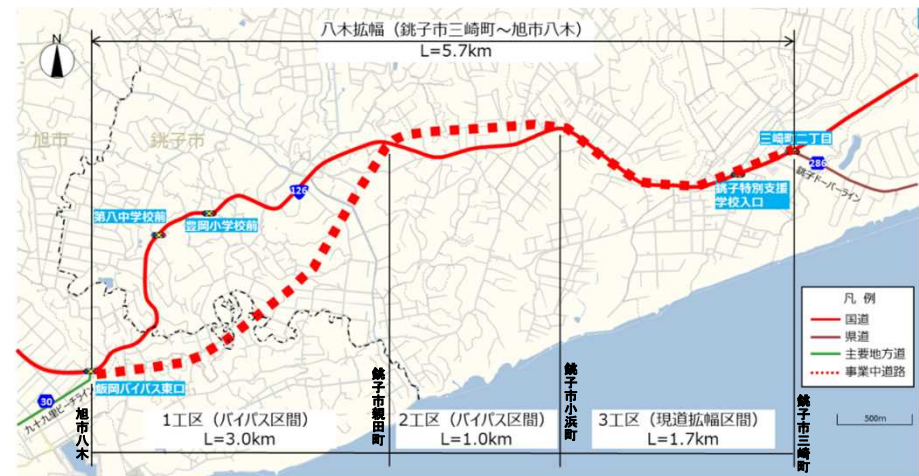 八木拡幅（銚子市三崎町～旭市八木）
L=5.7km
N
旭市
銚子市
三崎町二丁目
286
銚子ドーバーライン
126
銚子特別支援
学校入口
第八中学校前
豊岡小学校前
凡 例
国道
県道
主要地方道
事業中道路
500m
飯岡バイパス東口
30
九十九里ビーチライン
旭市八木
1工区（バイパス区間）
L=3.0km
銚子市親田町
2工区（バイパス区間）
L=1.0km
銚子市小浜町
3工区（現道拡幅区間）
L=1.7km
銚子市三崎町